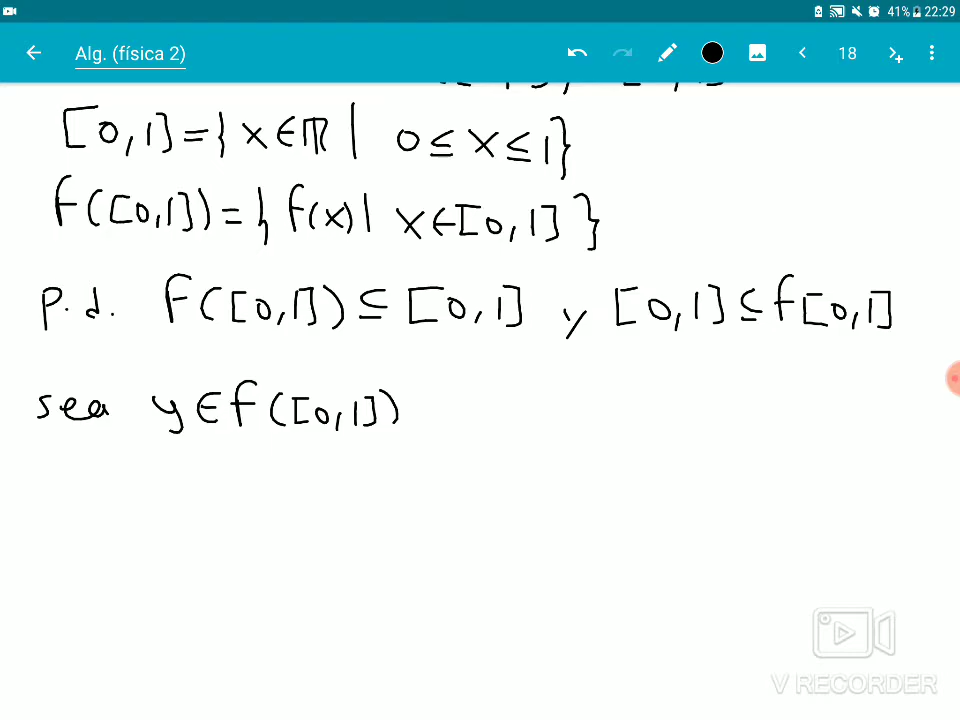 41% 22:29
Alg. (física 2) 18
[0,1]={x∈ℝ| 0≤x≤1}
f([0,1])={f(x)| x∈[0,1]}
p.d. f([0,1])⊆[0,1] y [0,1]⊆f[0,1]
sea y∈f([0,1])
V RECORDER